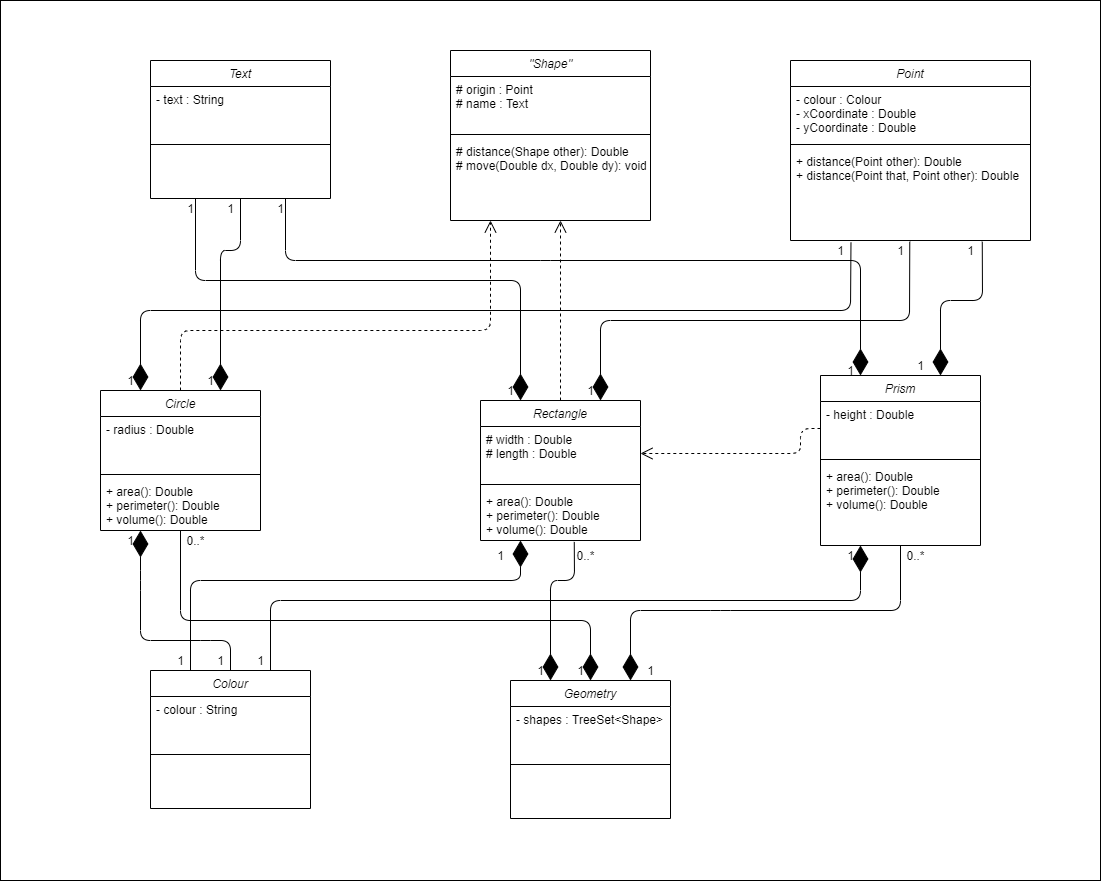 Text
- text : String
"Shape"
# origin : Point
# name : Text
# distance(Shape other): Double
# move(Double dx, Double dy): void
Point
- colour : Colour
- xCoordinate : Double
- yCoordinate : Double
+ distance(Point other): Double
+ distance(Point that, Point other): Double
1
1
1
1
1
1
1
1
1
1
1
1
Circle
- radius : Double
+ area(): Double
+ perimeter(): Double
+ volume(): Double
Rectangle
# width : Double
# length : Double
+ area(): Double
+ perimeter(): Double
+ volume(): Double
Prism
- height : Double
+ area(): Double
+ perimeter(): Double
+ volume(): Double
1
0..*
1
0..*
1
0..*
1
1
1
1
1
1
Colour
- colour : String
Geometry
- shapes : TreeSet<Shape>